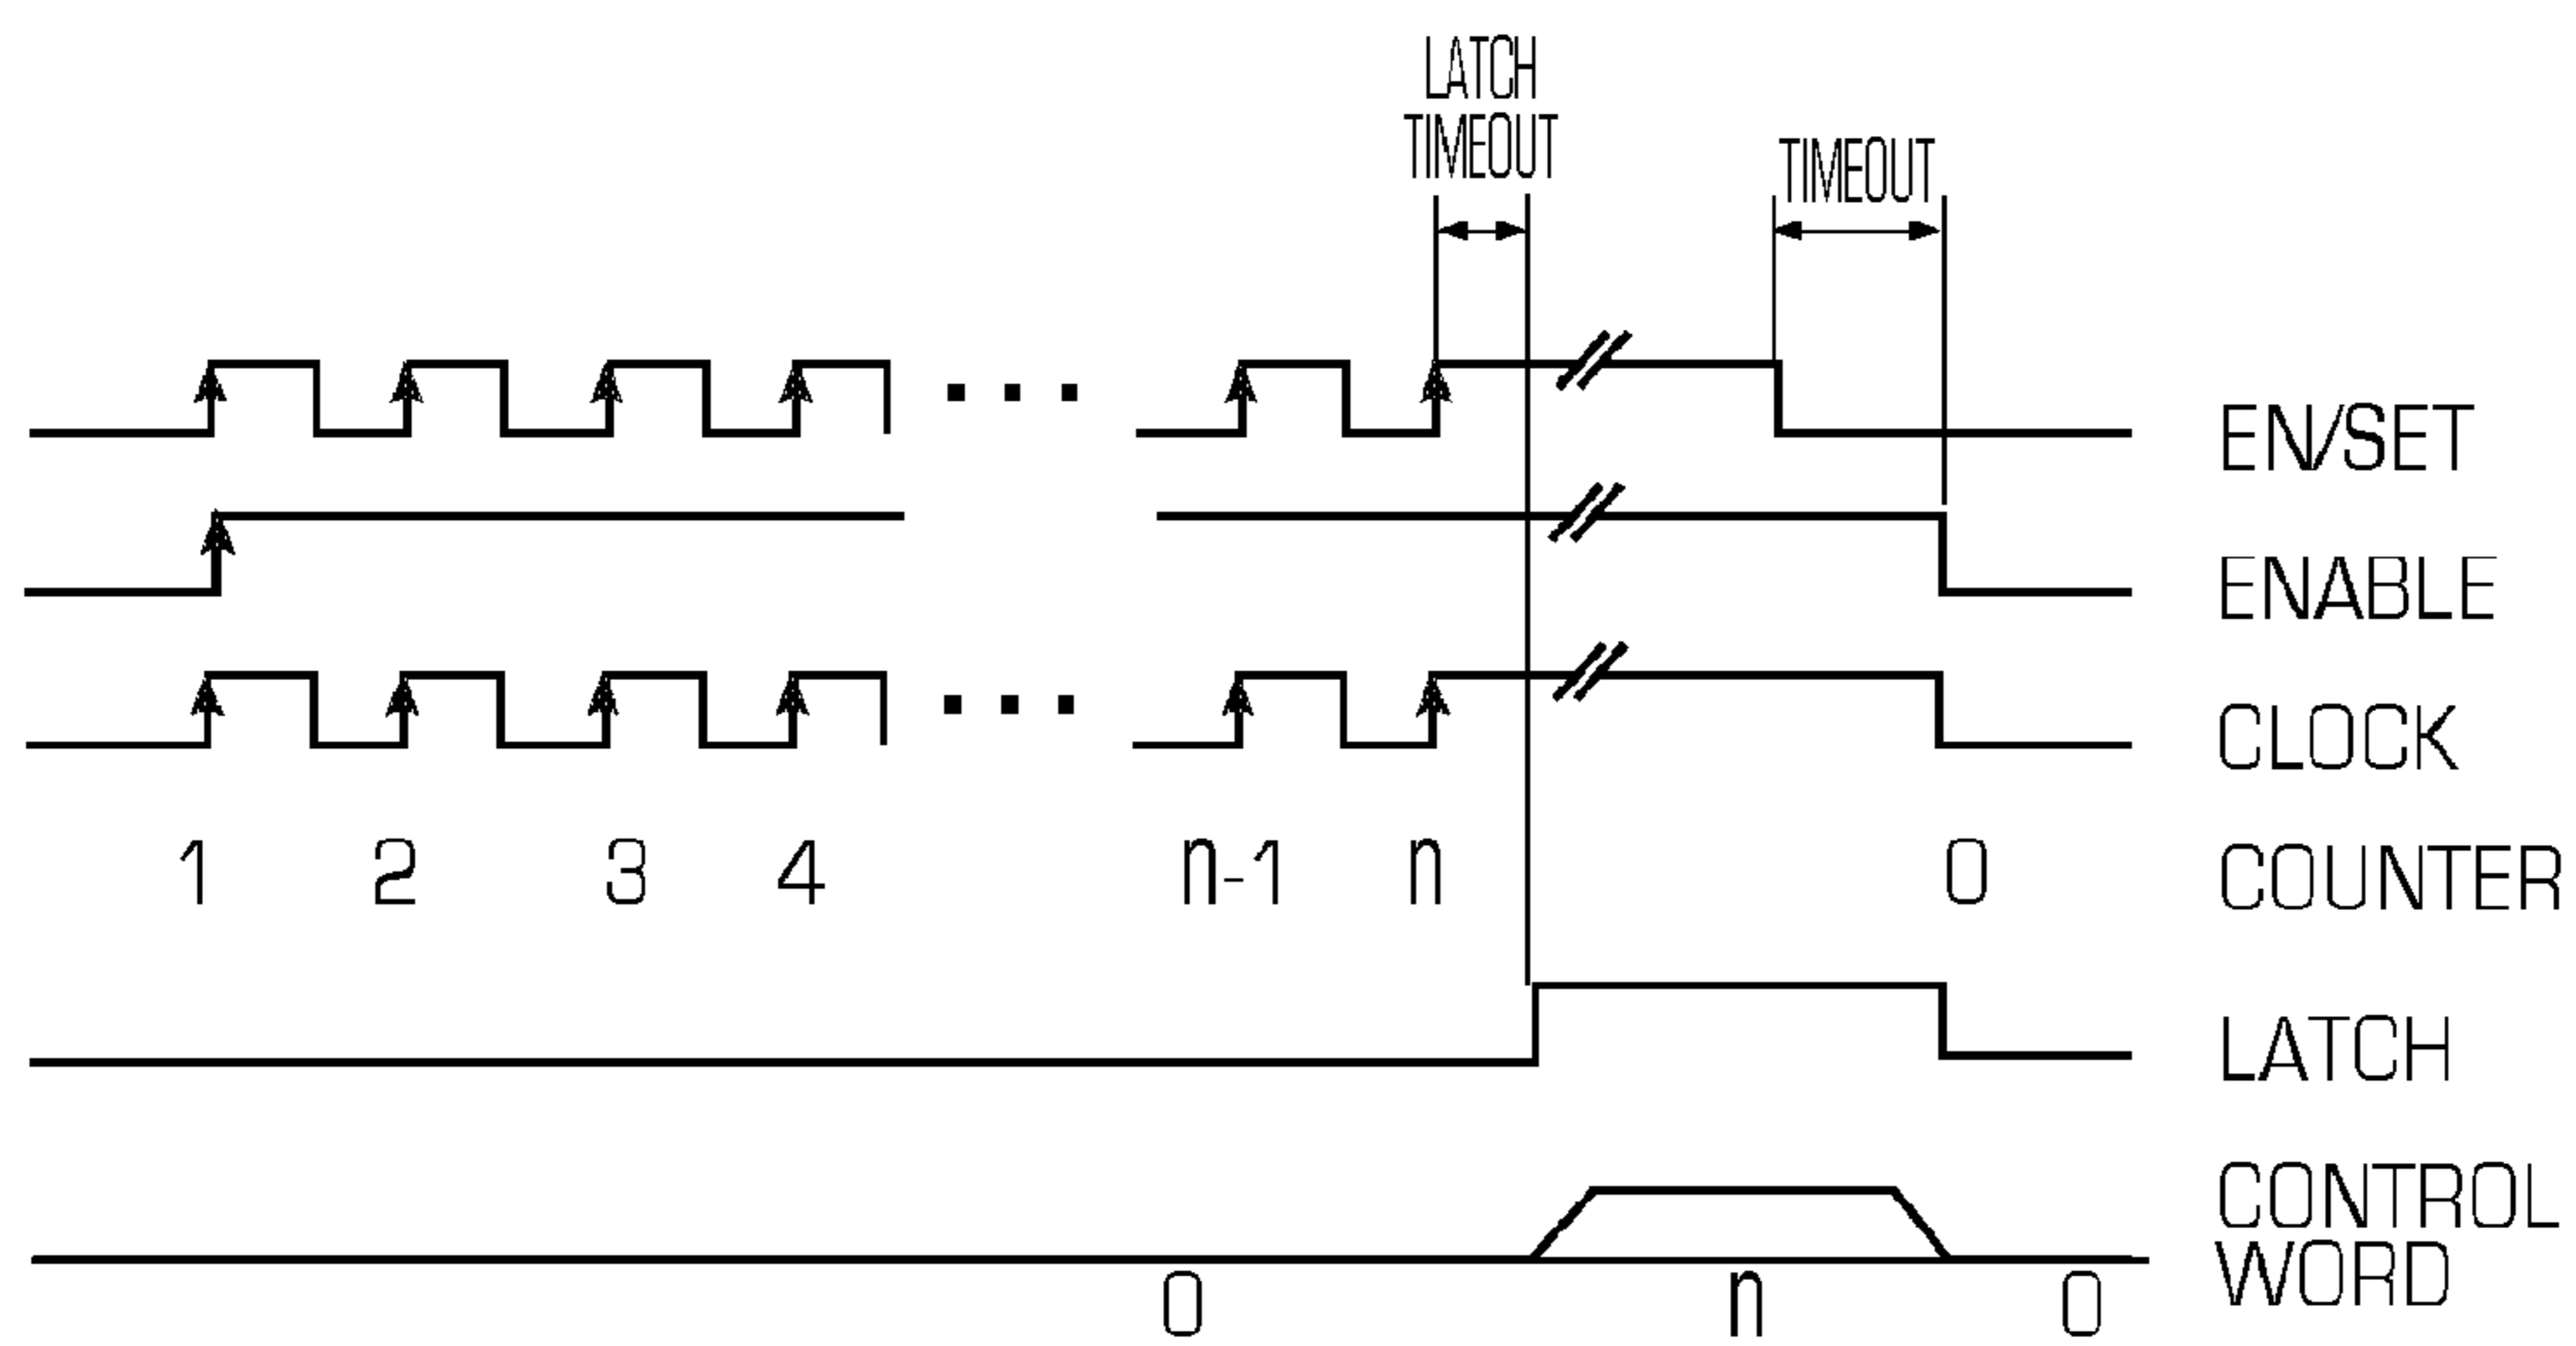 LATCH
TIMEOUT
TIMEOUT
EN/SET
ENABLE
CLOCK
1 2 3 4 n-1 n 0 COUNTER
LATCH
CONTROL
WORD
0 n 0